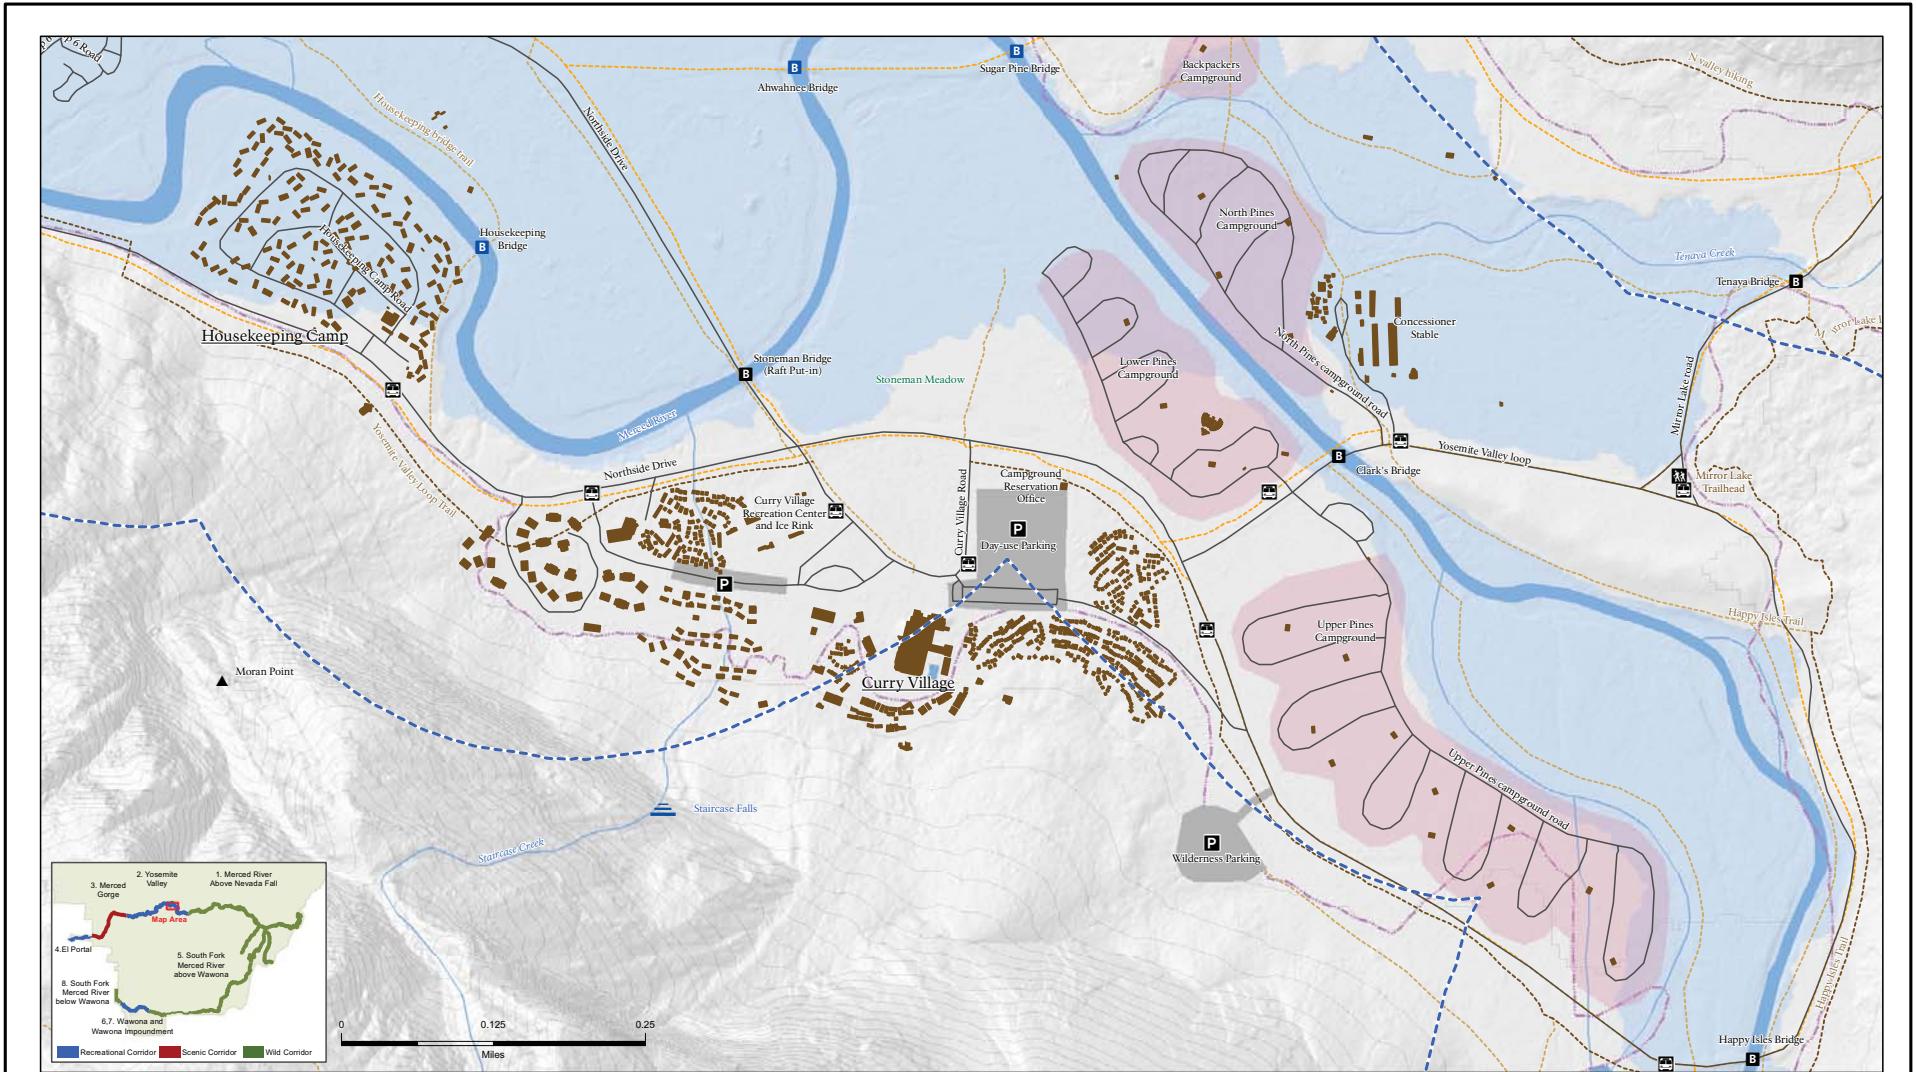 p 6 Road
N valley hiking
Sugar Pine Bridge
Backpackers
Campground
Ahwahnee Bridge
Housekeeping bridge trail
Northside Drive
North Pines
Campground
Housekeeping
Bridge
Housekeeping Camp Road
Tenaya Creek
Tenaya Bridge
Housekeeping Camp
Concessioner
Stable
North Pines campground road
Stoneman Bridge
(Raft Put-in)
Lower Pines
Campground
Stoneman Meadow
Mirror Lake road
Merced River
Yosemite Valley Loop Trail
Northside Drive
Yosemite Valley loop
Clark's Bridge
Mirror Lake
Trailhead
Campground
Reservation
Office
Curry Village Road
Curry Village
Recreation Center
and Ice Rink
P
Day-use Parking
P
Happy Isles Trail
Upper Pines
Campground
Moran Point
Curry Village
Upper Pines campground road
Staircase Falls
Staircase Creek
P
Wilderness Parking
Happy Isles Trail
Happy Isles Bridge
B
B
B
B
B
B
B
1. Merced River
Above Nevada Fall
2. Yosemite
Valley
3. Merced
Gorge
Map Area
4.El Portal
5. South Fork
Merced River
above Wawona
8. South Fork
Merced River
below Wawona
6,7. Wawona and
Wawona Impoundment
Recreational Corridor
Scenic Corridor
Wild Corridor
0
0.125
0.25
Miles